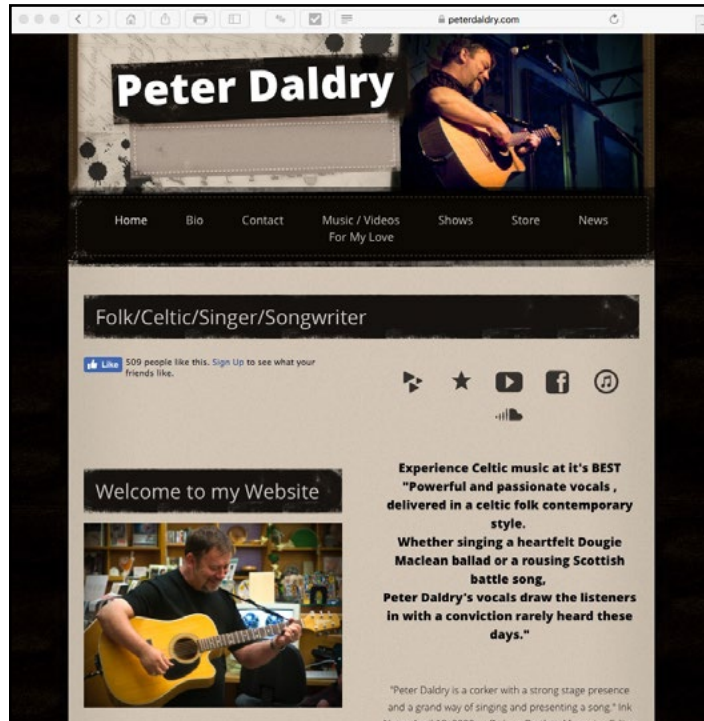 peterdaldry.com
Peter Daldry
Home Bio Contact Music / Videos Shows Store News
For My Love
Folk/Celtic/Singer/Songwriter
Like 509 people like this. Sign Up to see what your
friends like.
Welcome to my Website
Experience Celtic music at it's BEST
"Powerful and passionate vocals ,
delivered in a celtic folk contemporary
style.
Whether singing a heartfelt Dougie
Maclean ballad or a rousing Scottish
battle song,
Peter Daldry's vocals draw the listeners
in with a conviction rarely heard these
days."
"Peter Daldry is a corker with a strong stage presence
and a grand way of singing and presenting a song." Ink